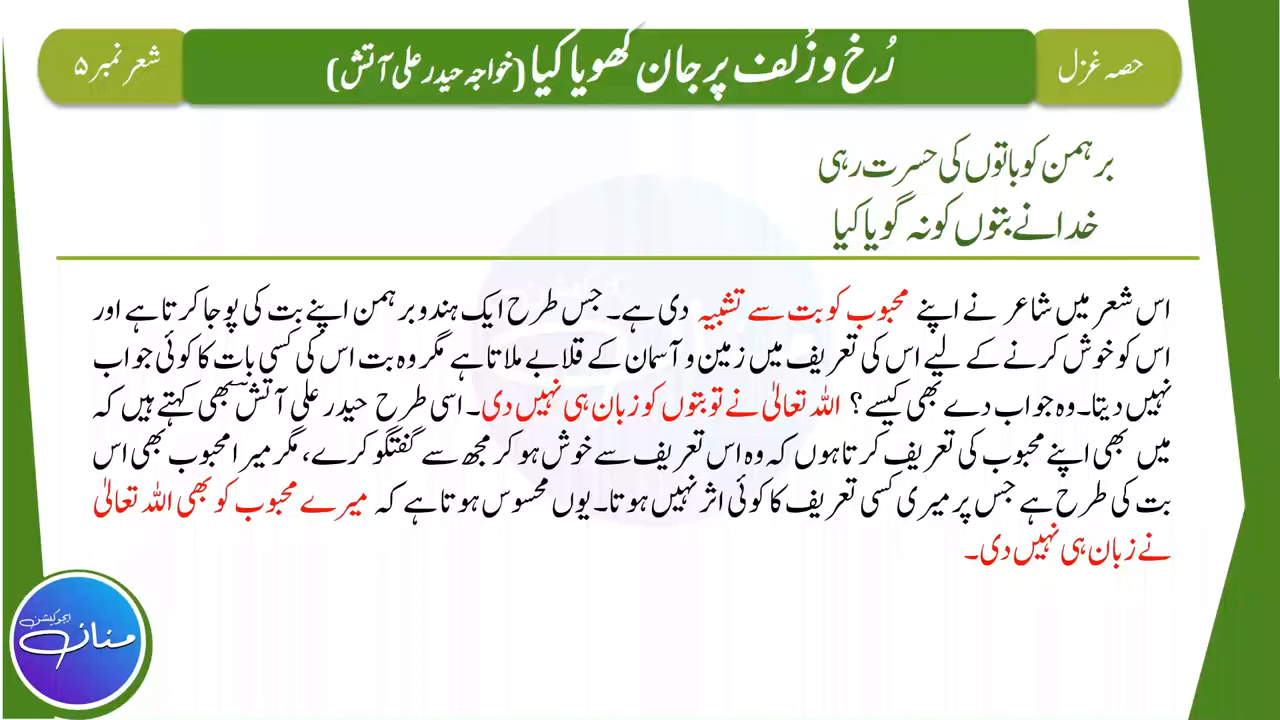 حصہ غزل
رُخ و زُلف پر جان کھویا کیا (خواجہ حیدر علی آتش)
شعر نمبر ۵
برہمن کو باتوں کی حسرت رہی
خدا نے بتوں کو نہ گویا کیا
اس شعر میں شاعر نے اپنے محبوب کو بت سے تشبیہ دی ہے۔ جس طرح ایک ہندو برہمن اپنے بت کی پوجا کرتا ہے اور
اس کو خوش کرنے کے لیے اس کی تعریف میں زمین و آسمان کے قلابے ملاتا ہے مگر وہ بت اس کی کسی بات کا کوئی جواب
نہیں دیتا۔ وہ جواب دے بھی کیسے؟ اللہ تعالیٰ نے تو بتوں کو زبان ہی نہیں دی۔ اسی طرح حیدر علی آتش بھی کہتے ہیں کہ
میں بھی اپنے محبوب کی تعریف کرتا ہوں کہ وہ اس تعریف سے خوش ہو کر مجھ سے گفتگو کرے، مگر میرا محبوب بھی اس
بت کی طرح ہے جس پر میری کسی تعریف کا کوئی اثر نہیں ہوتا۔ یوں محسوس ہوتا ہے کہ میرے محبوب کو بھی اللہ تعالیٰ
نے زبان ہی نہیں دی۔
ایجوکیشن
منان